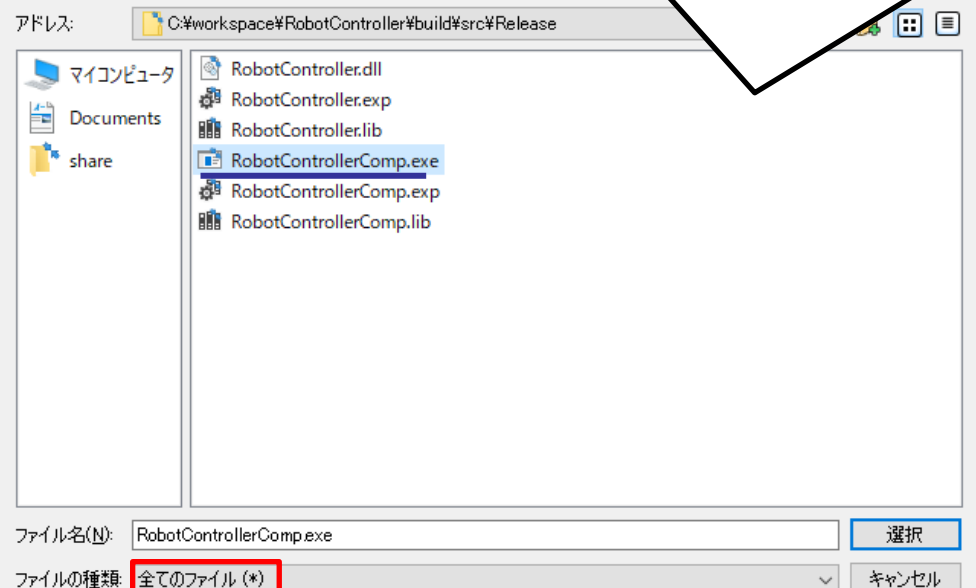 アドレス: C:¥workspace¥RobotController¥build¥src¥Release
マイコンピュータ
Documents
share
RobotController.dll
RobotController.exp
RobotController.lib
RobotControllerComp.exe
RobotControllerComp.exp
RobotControllerComp.lib
ファイル名(N): RobotControllerComp.exe 選択
ファイルの種類: 全てのファイル (*) キャンセル